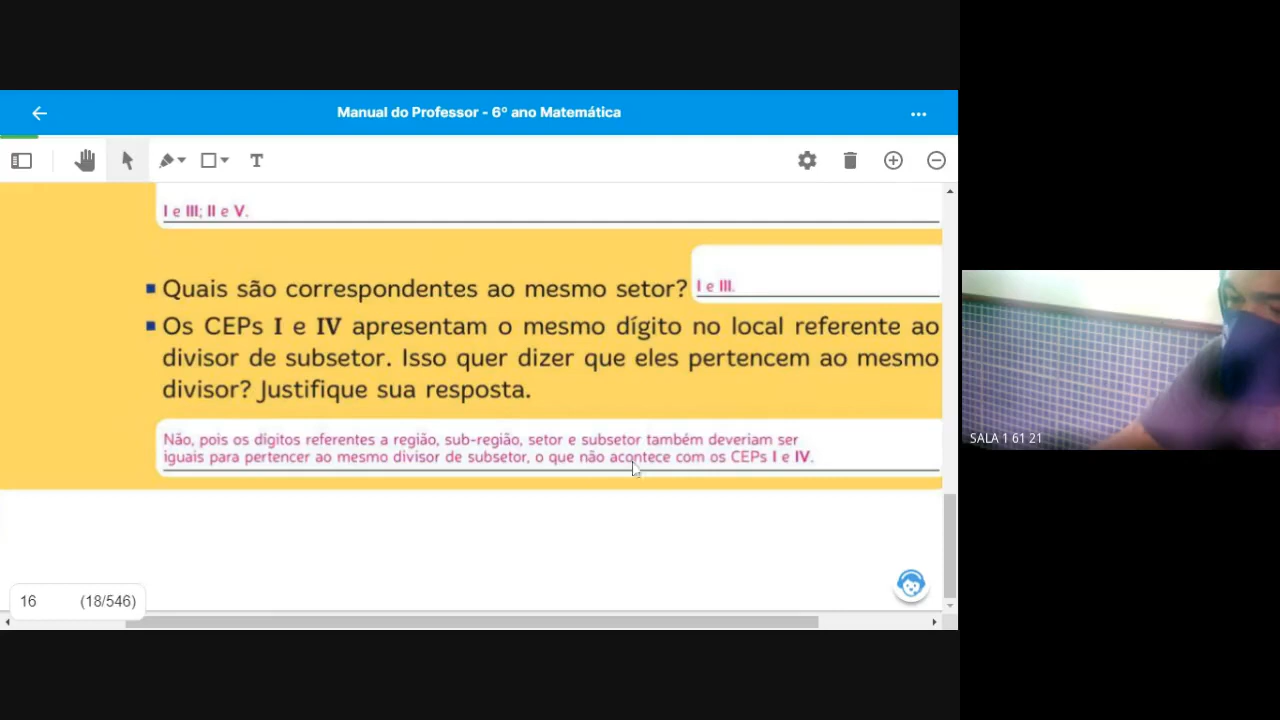 Manual do Professor - 6º ano Matemática
T
I e III; II e V.
Quais são correspondentes ao mesmo setor? I e III.
Os CEPs I e IV apresentam o mesmo dígito no local referente ao
divisor de subsetor. Isso quer dizer que eles pertencem ao mesmo
divisor? Justifique sua resposta.
Não, pois os dígitos referentes a região, sub-região, setor e subsetor também deveriam ser
iguais para pertencer ao mesmo divisor de subsetor, o que não acontece com os CEPs I e IV.
16 (18/546)
SALA 1 61 21